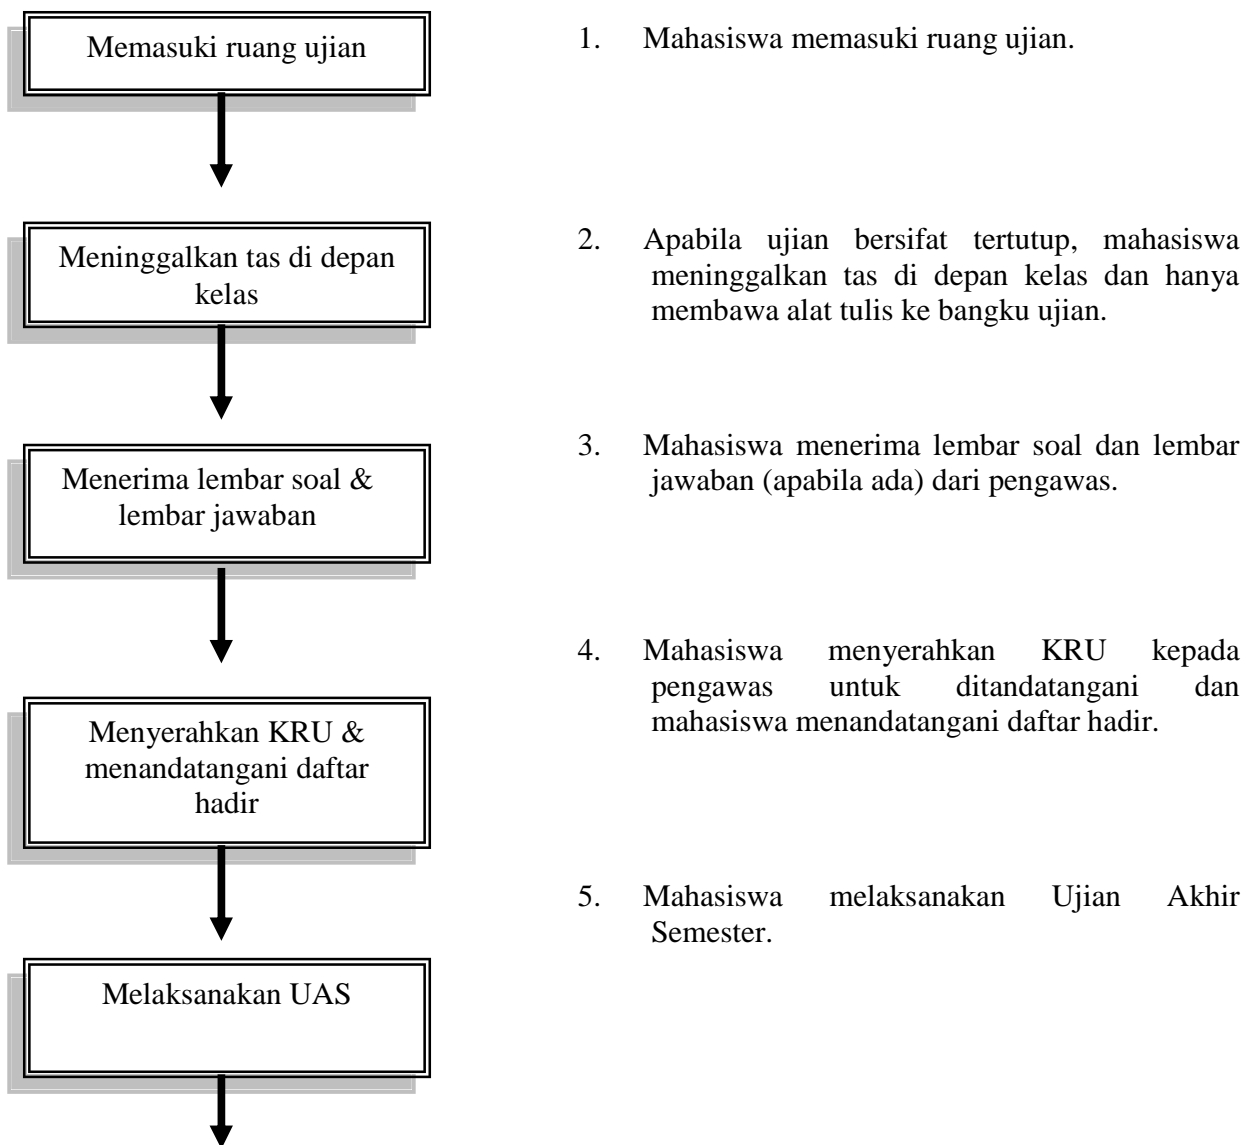 Memasuki ruang ujian
1. Mahasiswa memasuki ruang ujian.
Meninggalkan tas di depan
kelas
2. Apabila ujian bersifat tertutup, mahasiswa
meninggalkan tas di depan kelas dan hanya
membawa alat tulis ke bangku ujian.
Menerima lembar soal &
lembar jawaban
3. Mahasiswa menerima lembar soal dan lembar
jawaban (apabila ada) dari pengawas.
Menyerahkan KRU &
menandatangani daftar
hadir
4. Mahasiswa menyerahkan KRU kepada
pengawas untuk ditandatangani dan
mahasiswa menandatangani daftar hadir.
Melaksanakan UAS
5. Mahasiswa melaksanakan Ujian Akhir
Semester.